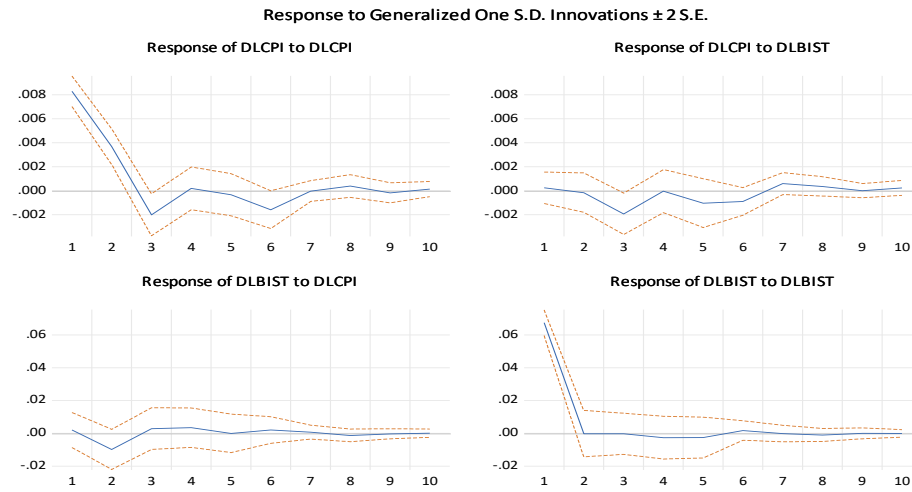 Response to Generalized One S.D. Innovations ± 2 S.E.
Response of DLCPI to DLCPI
.008
.006
.004
.002
.000
-.002
1 2 3 4 5 6 7 8 9 10
Response of DLCPI to DLBIST
.008
.006
.004
.002
.000
-.002
1 2 3 4 5 6 7 8 9 10
Response of DLBIST to DLCPI
.06
.04
.02
.00
-.02
1 2 3 4 5 6 7 8 9 10
Response of DLBIST to DLBIST
.06
.04
.02
.00
-.02
1 2 3 4 5 6 7 8 9 10